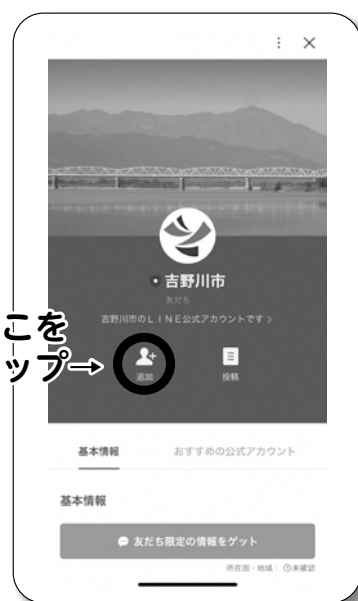 吉野川市
友だち
吉野川市のLINE公式アカウントです >
こを
ップ→
追加
投稿
基本情報
おすすめの公式アカウント
基本情報
友だち限定の情報をゲット
所在国・地域
未確認